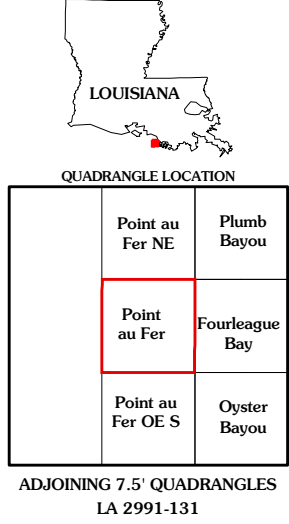 LOUISIANA
QUADRANGLE LOCATION
Point au
Fer NE
Plumb
Bayou
Point
au Fer
Fourleague
Bay
Point au
Fer OE S
Oyster
Bayou
ADJOINING 7.5' QUADRANGLES
LA 2991-131